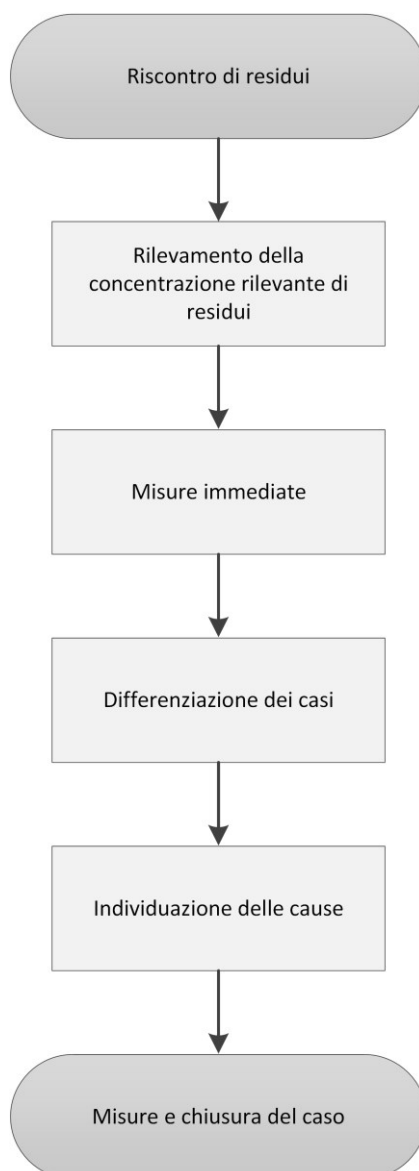 Riscontro di residui
Rilevamento della
concentrazione rilevante di
residui
Misure immediate
Differenziazione dei casi
Individuazione delle cause
Misure e chiusura del caso